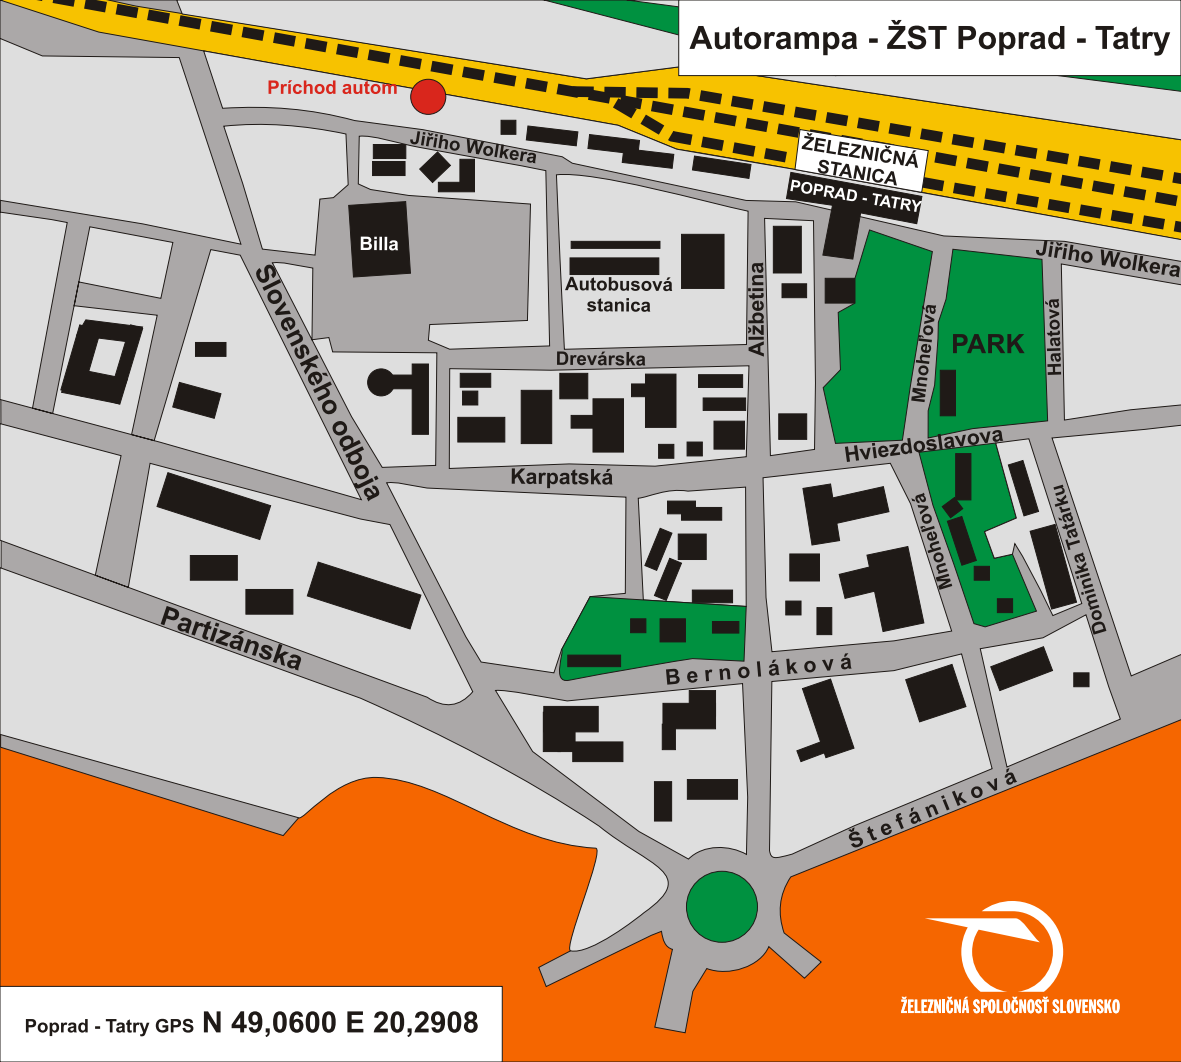 Autorampa - ŽST Poprad - Tatry
Príchod autom
Jiřiho Wolkera
ŽELEZNIČNÁ
STANICA
POPRAD - TATRY
Billa
Jiřiho Wolkera
Slovenského odboja
Autobusová
stanica
Alžbetina
Mnoheľová
PARK
Halatová
Drevárska
Hviezdoslavova
Karpatská
Mnoheľová
Dominika Tatárku
Partizánska
Bernoláková
Štefániková
ŽELEZNIČNÁ SPOLOČNOSŤ SLOVENSKO
Poprad - Tatry GPS N 49,0600 E 20,2908